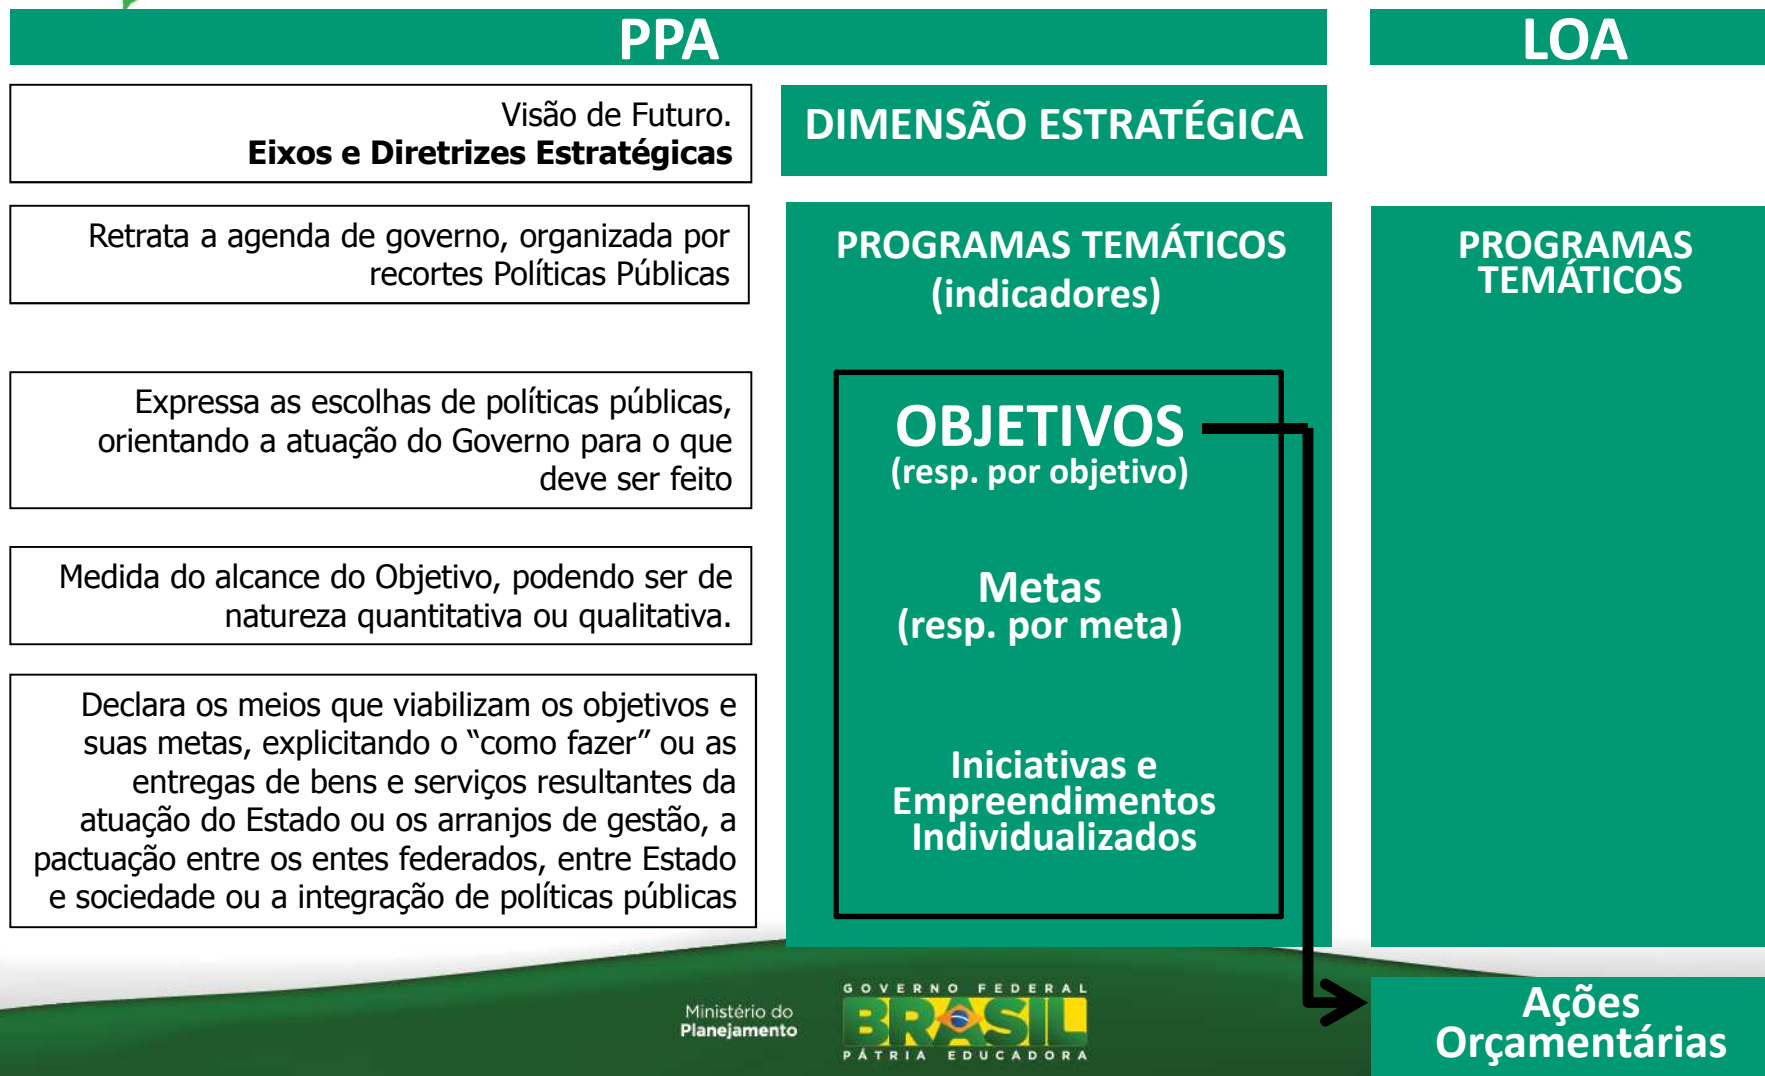 PPA
LOA
Visão de Futuro.
Eixos e Diretrizes Estratégicas
DIMENSÃO ESTRATÉGICA
Retrata a agenda de governo, organizada por
recortes Políticas Públicas
PROGRAMAS TEMÁTICOS
(indicadores)
PROGRAMAS
TEMÁTICOS
Expressa as escolhas de políticas públicas,
orientando a atuação do Governo para o que
deve ser feito
OBJETIVOS
(resp. por objetivo)
Medida do alcance do Objetivo, podendo ser de
natureza quantitativa ou qualitativa.
Metas
(resp. por meta)
Declara os meios que viabilizam os objetivos e
suas metas, explicitando o “como fazer” ou as
entregas de bens e serviços resultantes da
atuação do Estado ou os arranjos de gestão, a
pactuação entre os entes federados, entre Estado
e sociedade ou a integração de políticas públicas
Iniciativas e
Empreendimentos
Individualizados
Ministério do
Planejamento
GOVERNO FEDERAL
BRASIL
PÁTRIA EDUCADORA
Ações
Orçamentárias